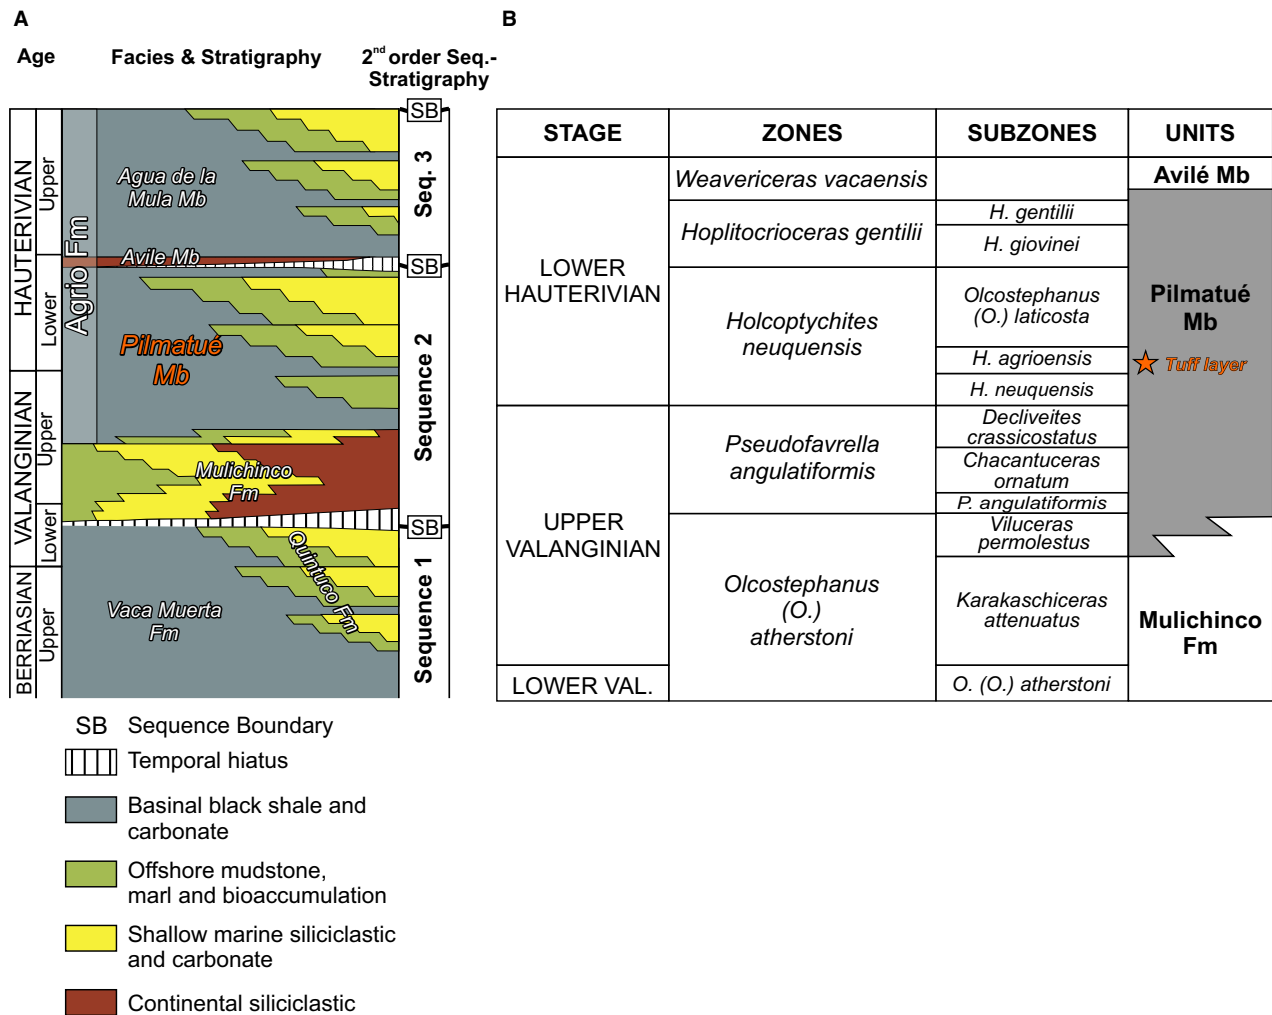 A
Age
Facies & Stratigraphy
2nd order Seq.-
Stratigraphy
HAUTERIVIAN
Upper
Lower
VALANGINIAN
Upper
Lower
BERRIASIAN
Upper
Agrio Fm
Agua de la
Mula Mb
Avile Mb
Pilmatué
Mb
Mulichinco
Fm
Quintuco Fm
Vaca Muerta
Fm
SB
Seq. 3
SB
Sequence 2
SB
Sequence 1
SB Sequence Boundary
Temporal hiatus
Basinal black shale and
carbonate
Offshore mudstone,
marl and bioaccumulation
Shallow marine siliciclastic
and carbonate
Continental siliciclastic
B
STAGE ZONES SUBZONES UNITS
LOWER
HAUTERIVIAN
UPPER
VALANGINIAN
LOWER VAL.
Weavericeras vacaensis
Hoplitocrioceras gentilii
Holcoptychites
neuquensis
Pseudofavrella
angulatiformis
Olcostephanus
(O.)
atherstoni
H. gentilii
H. giovinei
Olcostephanus
(O.) laticosta
H. agrioensis
H. neuquensis
Decliveites
crassicostatus
Chacantuceras
ornatum
P. angulatiformis
Viluceras
permolestus
Karakaschiceras
attenuatus
O. (O.) atherstoni
Avilé Mb
Pilmatué
Mb
Tuff layer
Mulichinco
Fm